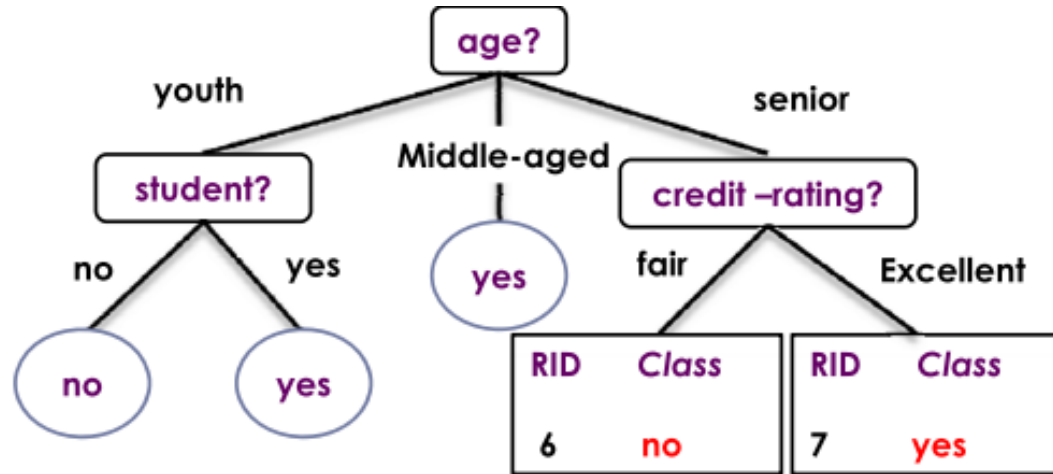 age?
youth
senior
Middle-aged
student?
credit –rating?
no
yes
yes
fair
Excellent
no
yes
RID Class
6 no
RID Class
7 yes